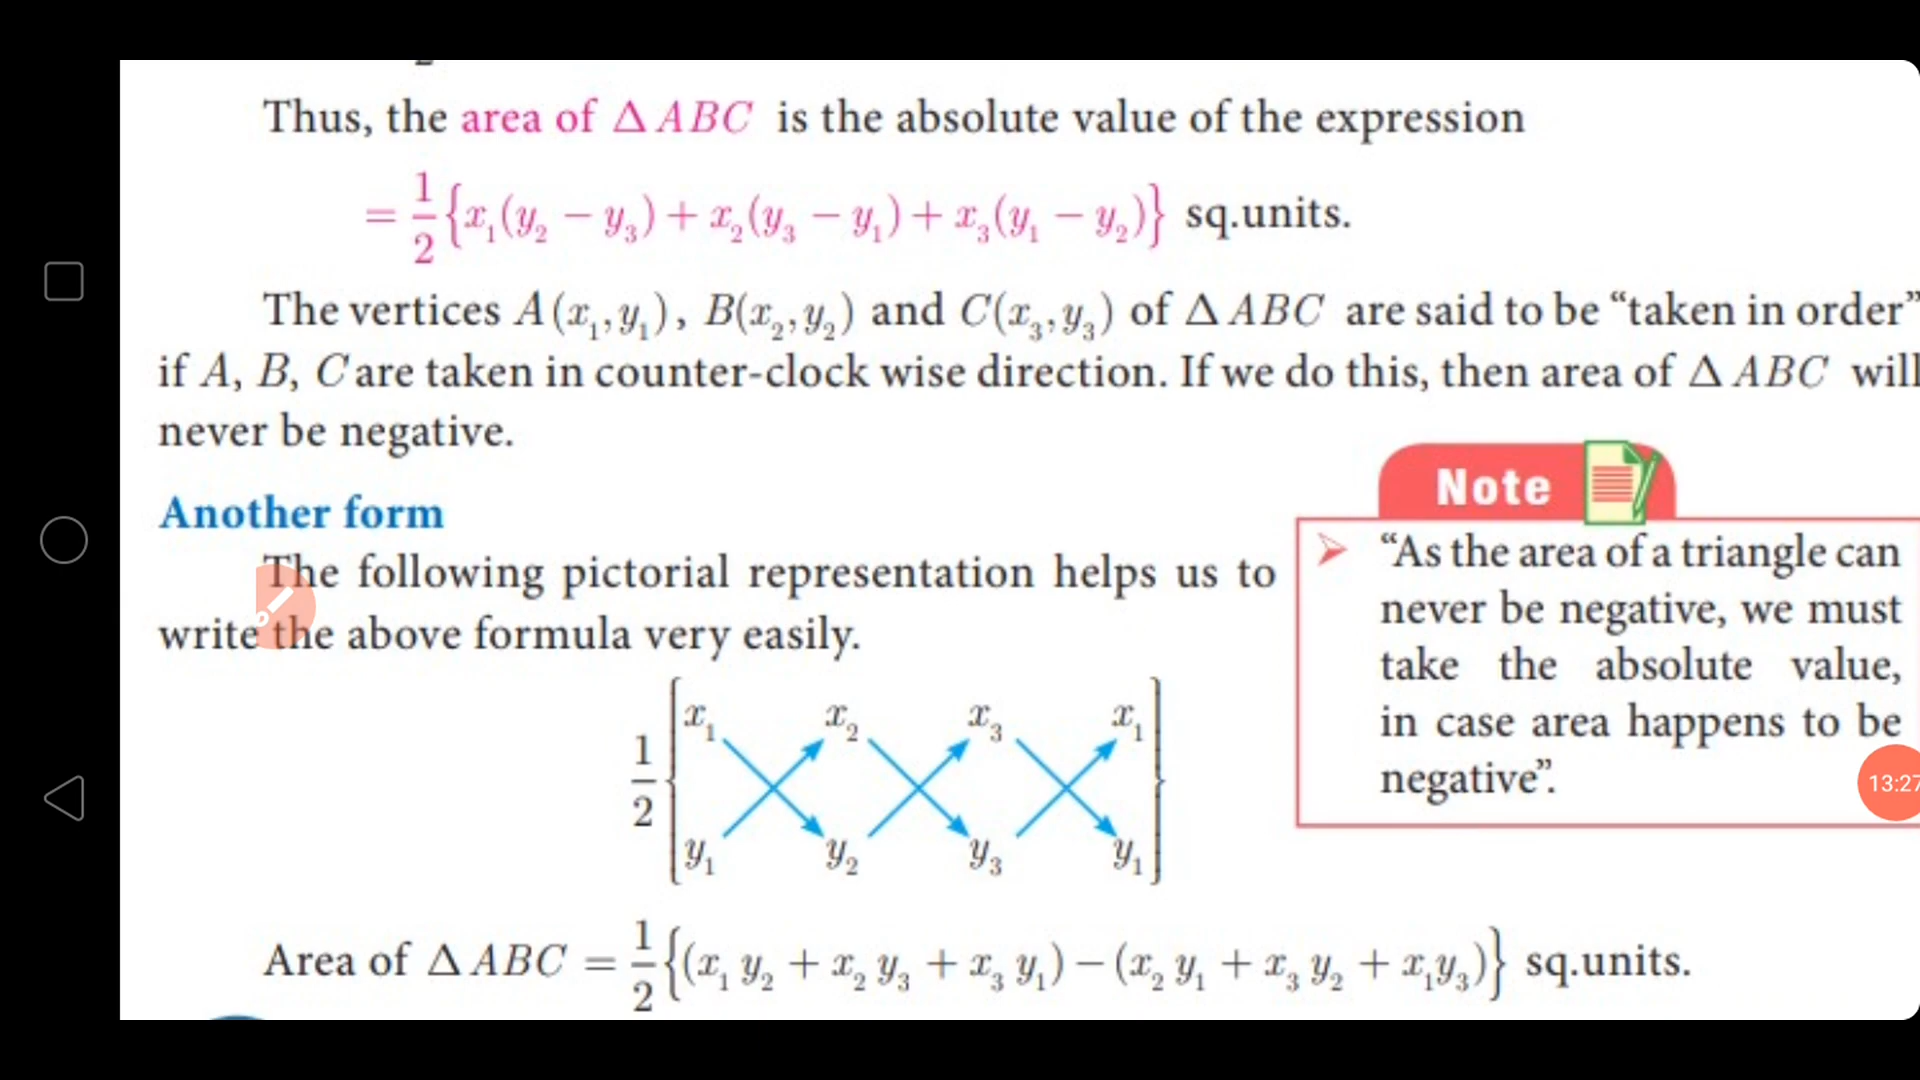 Thus, the area of Δ ABC is the absolute value of the expression
= 1/2 {x₁(y₂ − y₃) + x₂(y₃ − y₁) + x₃(y₁ − y₂)} sq.units.
The vertices A(x₁, y₁), B(x₂, y₂) and C(x₃, y₃) of Δ ABC are said to be “taken in order”
if A, B, C are taken in counter-clock wise direction. If we do this, then area of Δ ABC will
never be negative.
Another form
The following pictorial representation helps us to
write the above formula very easily.
Note
“As the area of a triangle can
never be negative, we must
take the absolute value,
in case area happens to be
negative”.
13:27
1/2 { x₁ x₂ x₃ x₁
y₁ y₂ y₃ y₁ }
Area of Δ ABC = 1/2 {(x₁ y₂ + x₂ y₃ + x₃ y₁) − (x₂ y₁ + x₃ y₂ + x₁y₃)} sq.units.